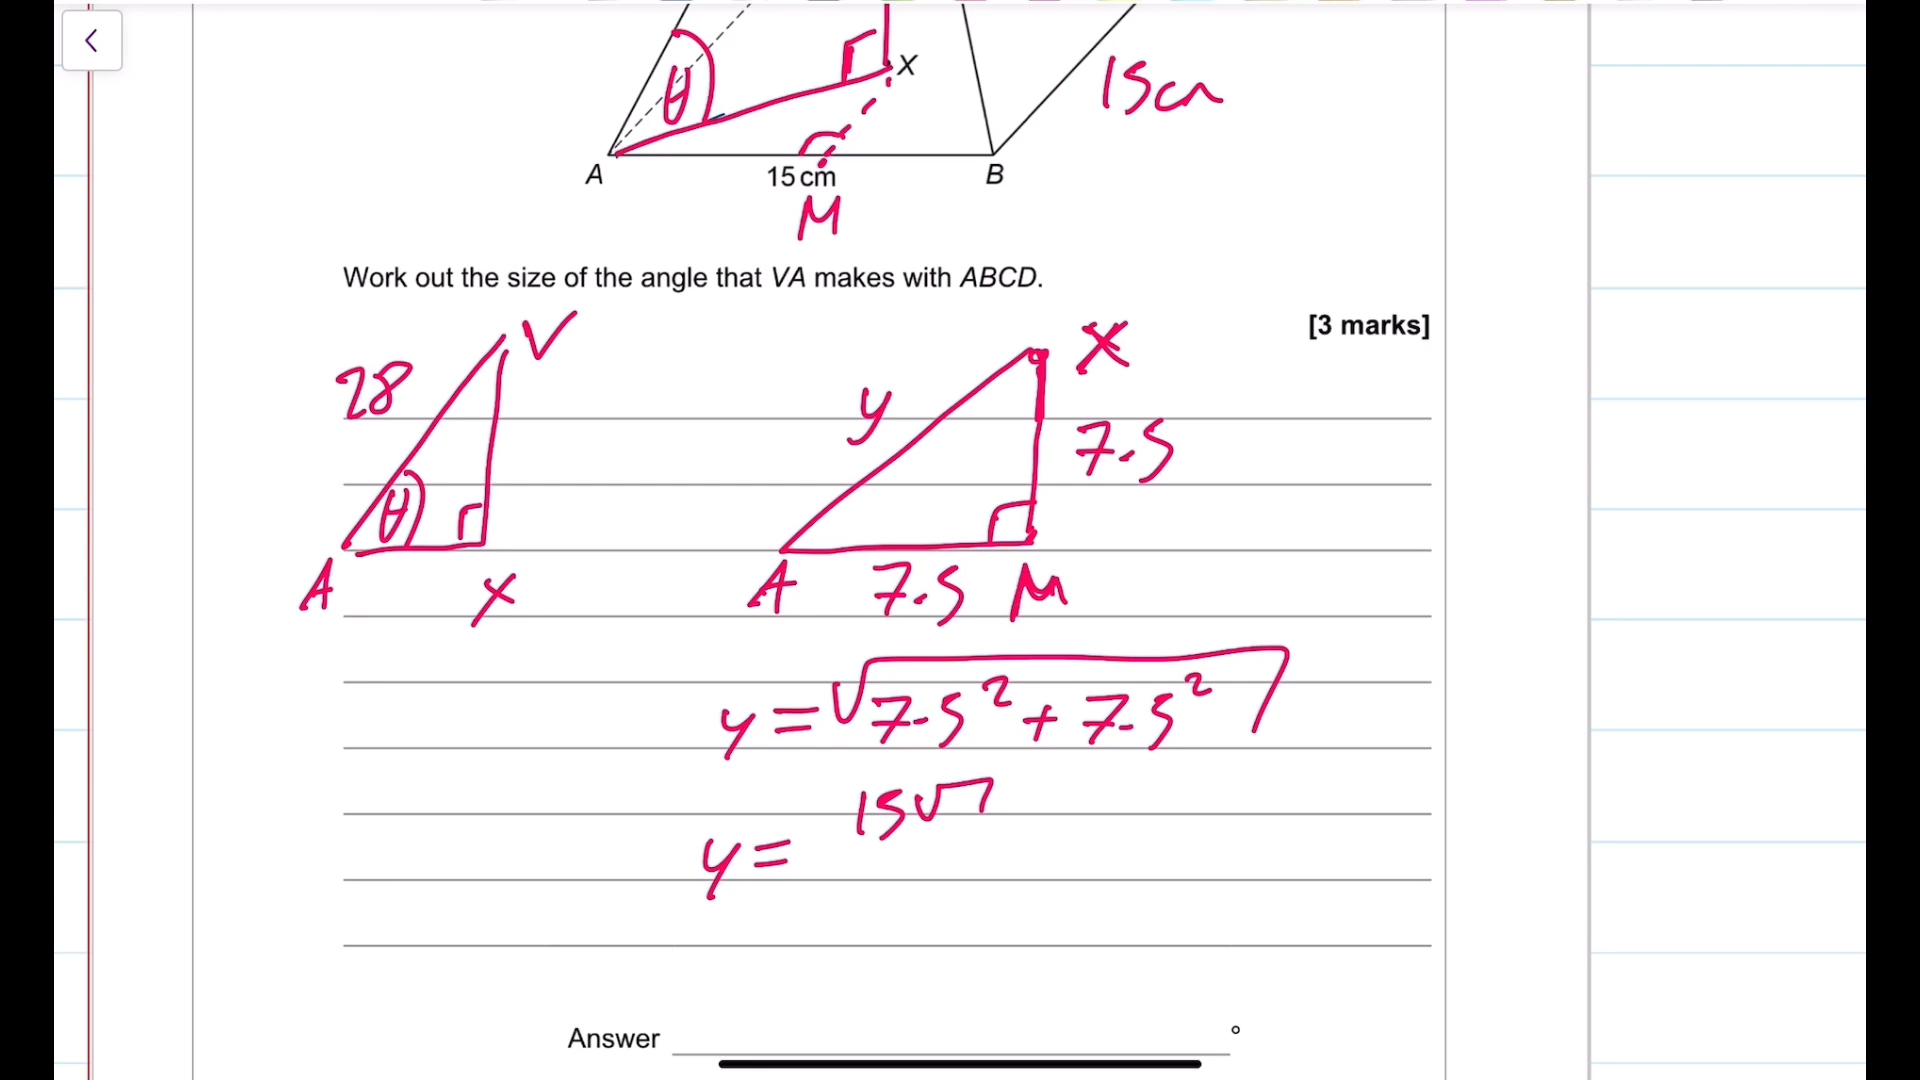 θ
X
15cm
A
15 cm
B
M
Work out the size of the angle that VA makes with ABCD.
[3 marks]
V
X
28
y
7.5
θ
A
X
A
7.5
M
y = √7.5² + 7.5²
15√
y =
Answer
°